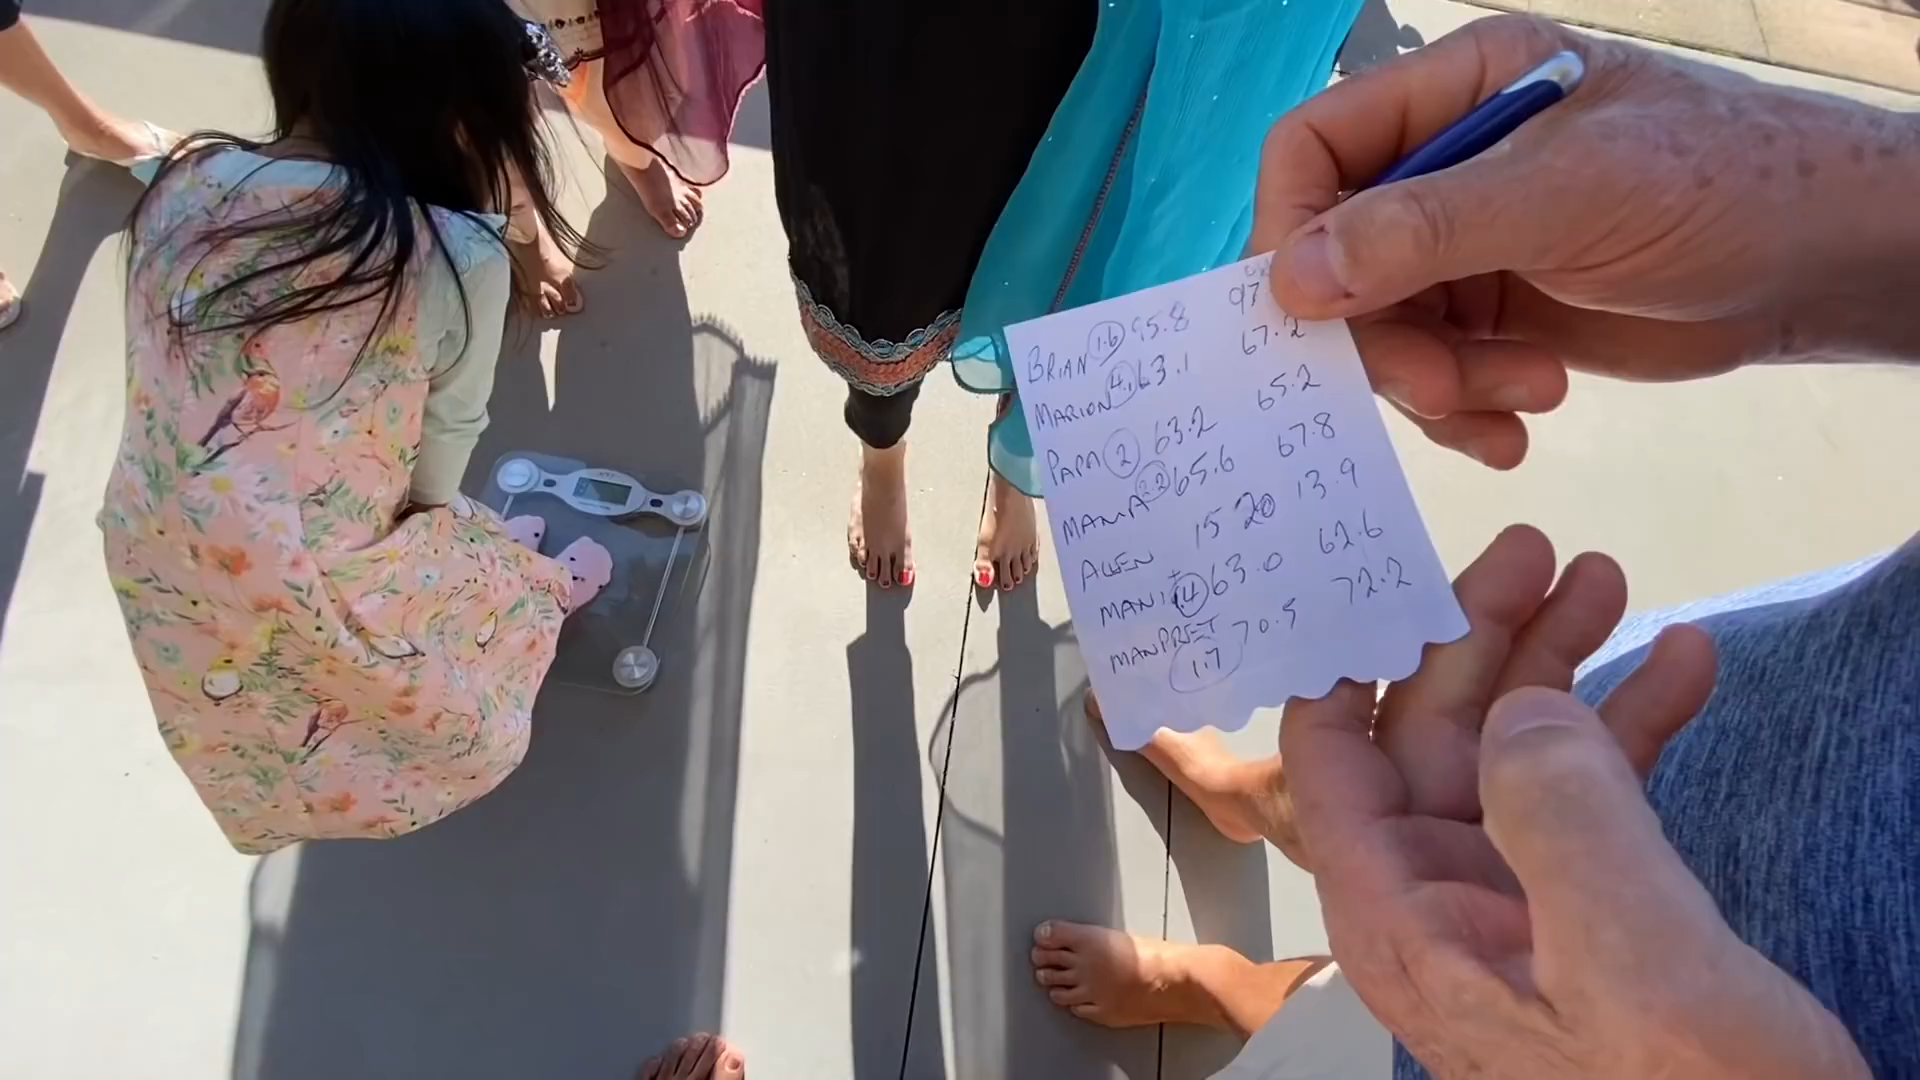 BRIAN 1.6 95.8 97
MARION 4.1 63.1 67.2
PAPA 2 63.2 65.2
MAMA 2.2 65.6 67.8
15 20 13.9
MANI .4 63.0 62.6
MANPRET 70.5 72.2
1.7